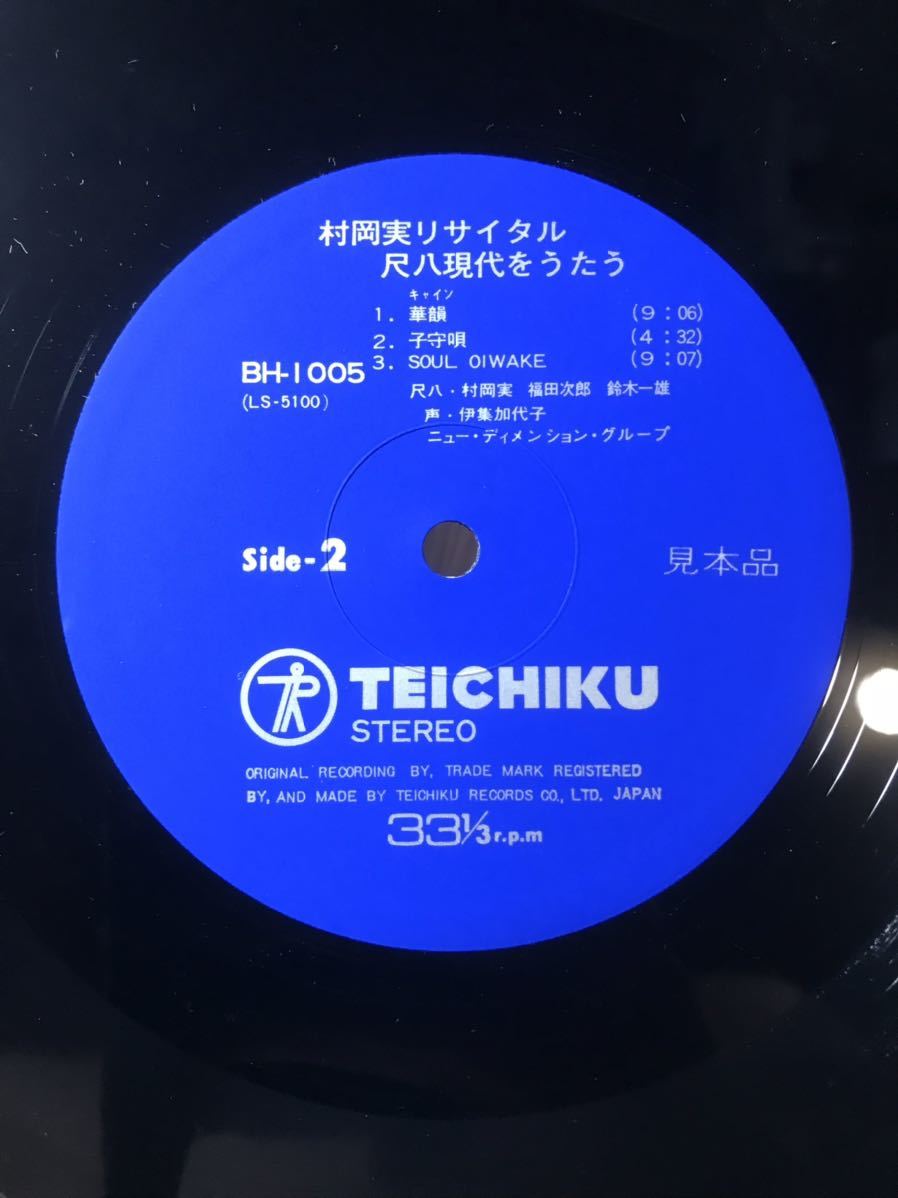 村岡実リサイタル
尺八現代をうたう
キャイン
1. 華韻 (9:06)
2. 子守唄 (4:32)
3. SOUL OIWAKE (9:07)
BH-1005
(LS-5100)
尺八・村岡実 福田次郎 鈴木一雄
声・伊集加代子
ニュー・ディメンション・グループ
Side-2
見本品
TEICHIKU
STEREO
ORIGINAL RECORDING BY, TRADE MARK REGISTERED
BY, AND MADE BY TEICHIKU RECORDS CO., LTD. JAPAN
33 1/3 r.p.m